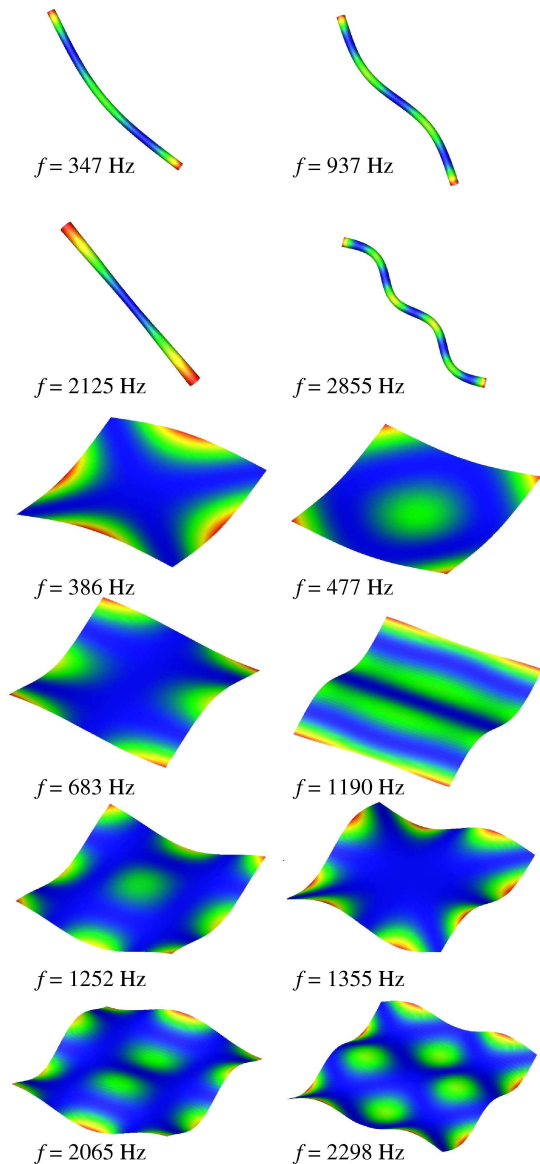 f = 347 Hz
f = 937 Hz
f = 2125 Hz
f = 2855 Hz
f = 386 Hz
f = 477 Hz
f = 683 Hz
f = 1190 Hz
f = 1252 Hz
f = 1355 Hz
f = 2065 Hz
f = 2298 Hz